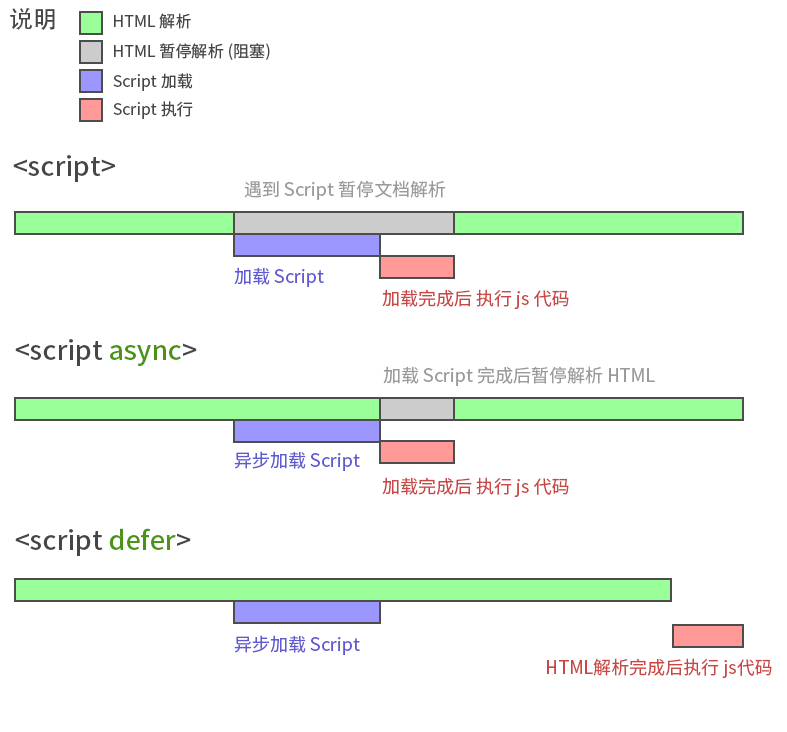 说明
HTML 解析
HTML 暂停解析 (阻塞)
Script 加载
Script 执行
<script>
遇到 Script 暂停文档解析
加载 Script
加载完成后 执行 js 代码
<script async>
加载 Script 完成后暂停解析 HTML
异步加载 Script
加载完成后 执行 js 代码
<script defer>
异步加载 Script
HTML解析完成后执行 js代码